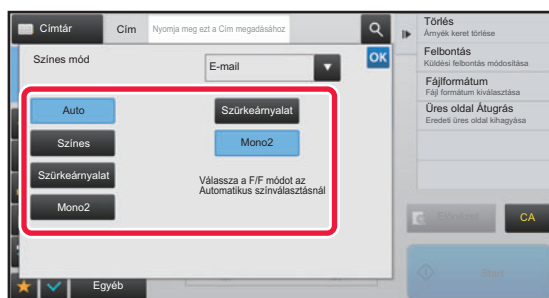 Címtár
Cím
Nyomja meg ezt a Cím megadásához
Színes mód
E-mail
OK
Auto
Színes
Szürkeárnyalat
Mono2
Szürkeárnyalat
Mono2
Válassza a F/F módot az
Automatikus színválasztásnál
Egyéb
Törlés
Árnyék keret törlése
Felbontás
Küldési felbontás módosítása
Fájlformátum
Fájl formátum kiválasztása
Üres oldal Átugrás
Eredeti üres oldal kihagyása
Előnézet
CA
Start